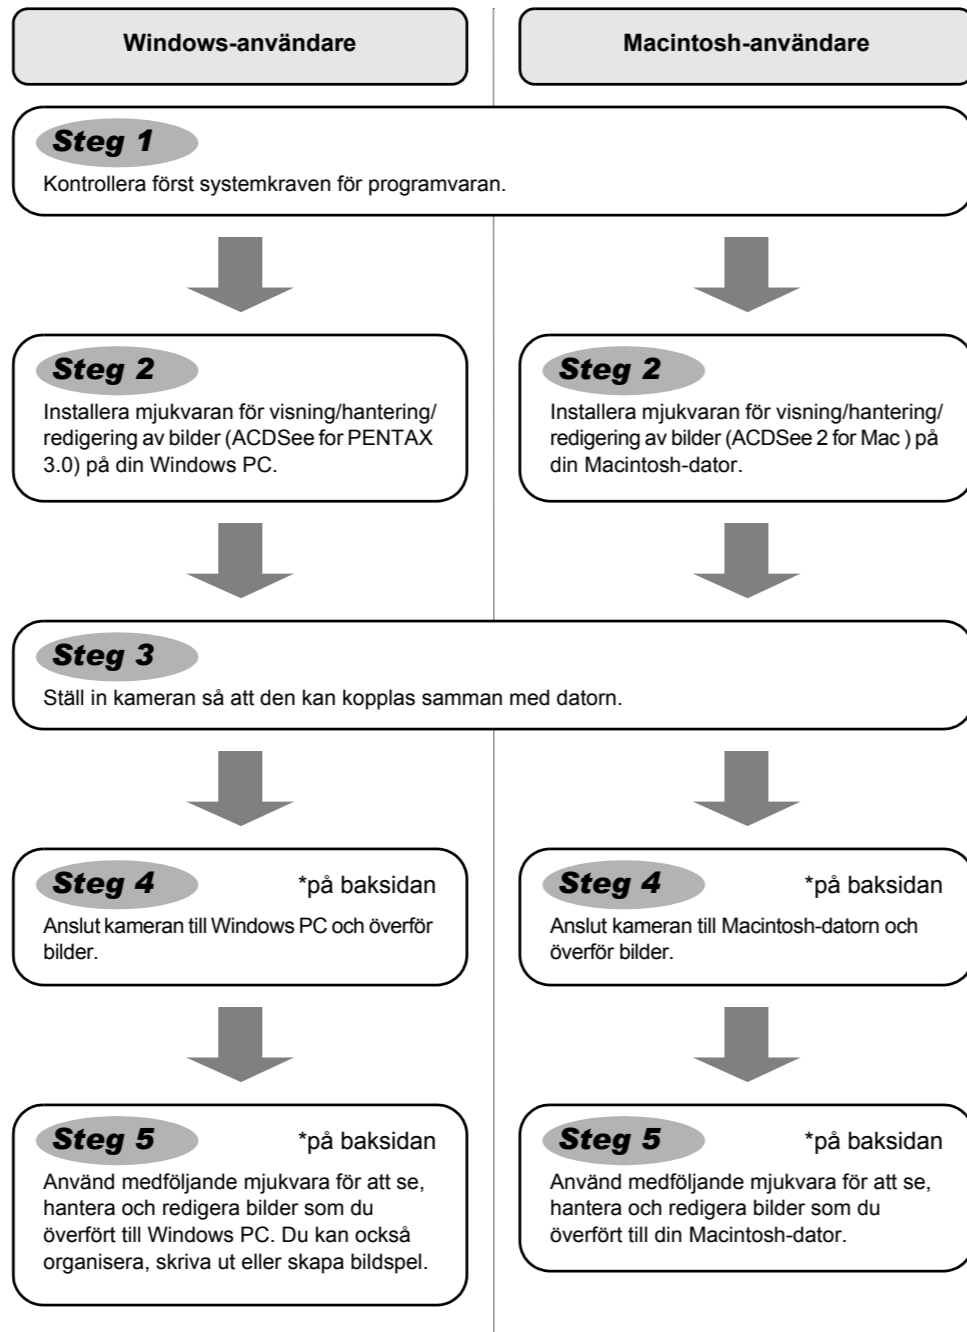 Windows-användare
Macintosh-användare
Steg 1
Kontrollera först systemkraven för programvaran.
Steg 2
Installera mjukvaran för visning/hantering/
redigering av bilder (ACDSee for PENTAX
3.0) på din Windows PC.
Steg 2
Installera mjukvaran för visning/hantering/
redigering av bilder (ACDSee 2 for Mac ) på
din Macintosh-dator.
Steg 3
Ställ in kameran så att den kan kopplas samman med datorn.
Steg 4
*på baksidan
Anslut kameran till Windows PC och överför
bilder.
Steg 4
*på baksidan
Anslut kameran till Macintosh-datorn och
överför bilder.
Steg 5
*på baksidan
Använd medföljande mjukvara för att se,
hantera och redigera bilder som du
överfört till Windows PC. Du kan också
organisera, skriva ut eller skapa bildspel.
Steg 5
*på baksidan
Använd medföljande mjukvara för att se,
hantera och redigera bilder som du
överfört till din Macintosh-dator.